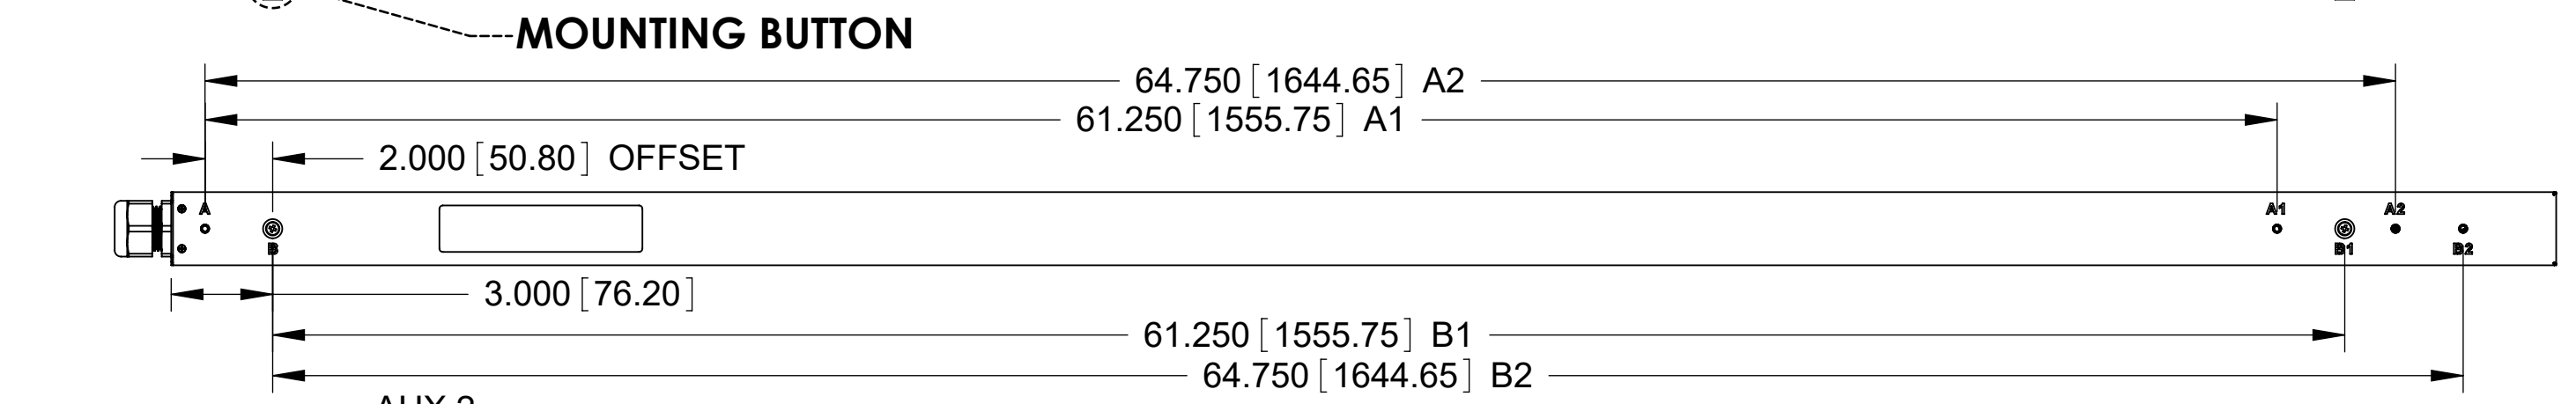 MOUNTING BUTTON
64.750 [1644.65] A2
61.250 [1555.75] A1
2.000 [50.80] OFFSET
A
A1
A2
B
B1
B2
3.000 [76.20]
61.250 [1555.75] B1
64.750 [1644.65] B2